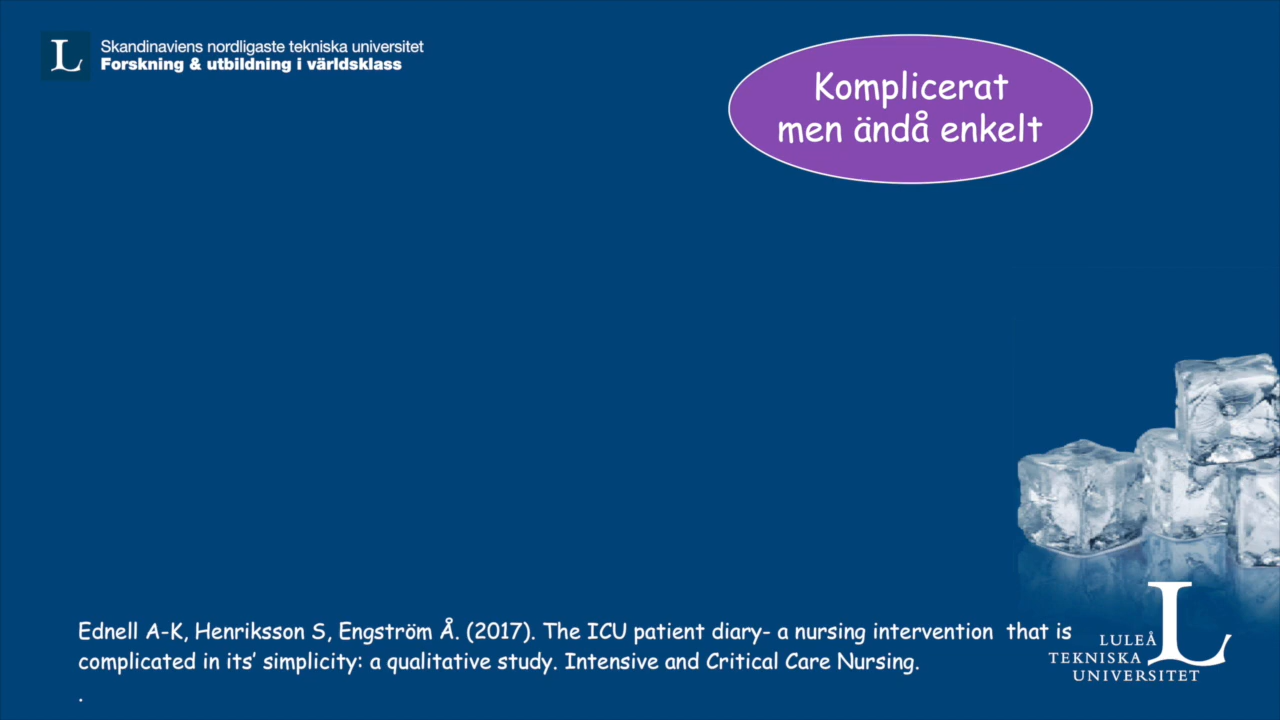 L
Skandinaviens nordligaste tekniska universitet
Forskning & utbildning i världsklass
Komplicerat
men ändå enkelt
Ednell A-K, Henriksson S, Engström Å. (2017). The ICU patient diary- a nursing intervention  that is
complicated in its’ simplicity: a qualitative study. Intensive and Critical Care Nursing.
.
LULEÅ
TEKNISKA
UNIVERSITET
L